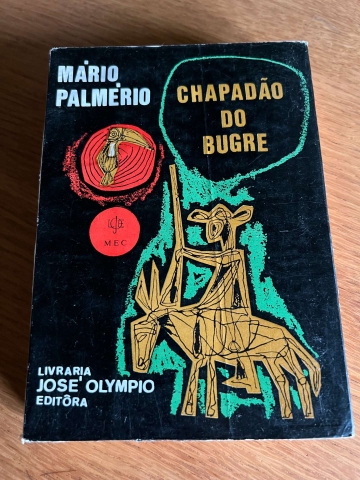 MÁRIO
PALMÉRIO
CHAPADÃO
DO
BUGRE
MEC
LIVRARIA
JOSÉ OLYMPIO
EDITÔRA